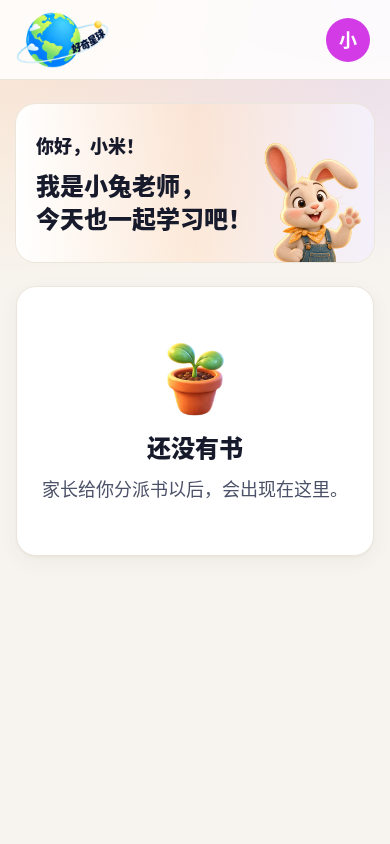 好奇星球
小
你好，小米！
我是小兔老师，
今天也一起学习吧！
还没有书
家长给你分派书以后，会出现在这里。